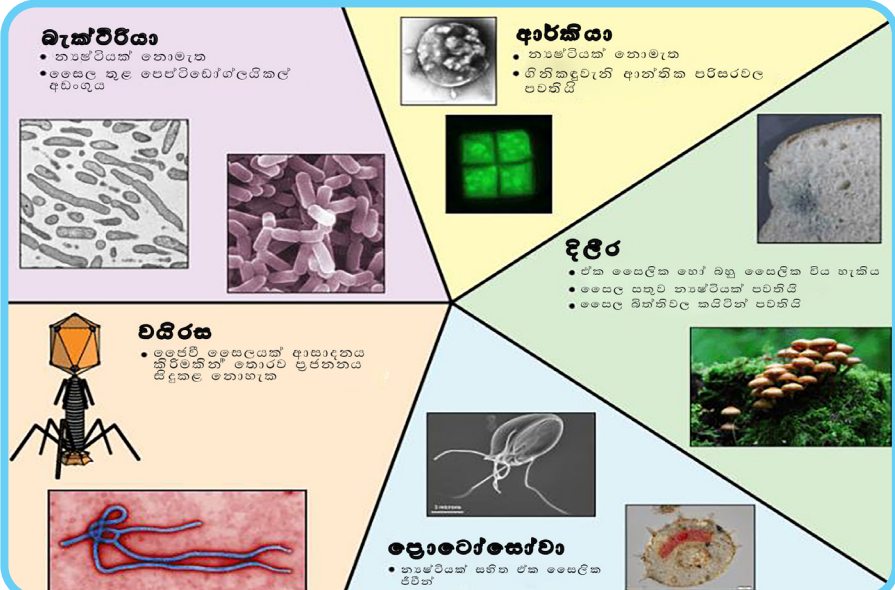 බැක්ටීරියා
• න්‍යෂ්ටියක් නොමැත
• සෛල තුළ පෙප්ටිඩෝග්ලයිකල්
අඩංගුය
ආර්කියා
• න්‍යෂ්ටියක් නොමැත
• ගිනිකඳුවැනි ආන්තික පරිසරවල
පවතියි
දිලීර
• ඒක සෛලික හෝ බහු සෛලික විය හැකිය
• සෛල සතුව න්‍යෂ්ටියක් පවතියි
• සෛල බිත්තිවල කයිටින් පවතියි
වයිරස
• ජෛවී සෛලයක් ආසාදනය
කිරීමකින් තොරව ප්‍රජනනය
සිදුකළ නොහැක
ප්‍රොටෝසෝවා
• න්‍යෂ්ටියක් සහිත ඒක සෛලික
ජීවීන්